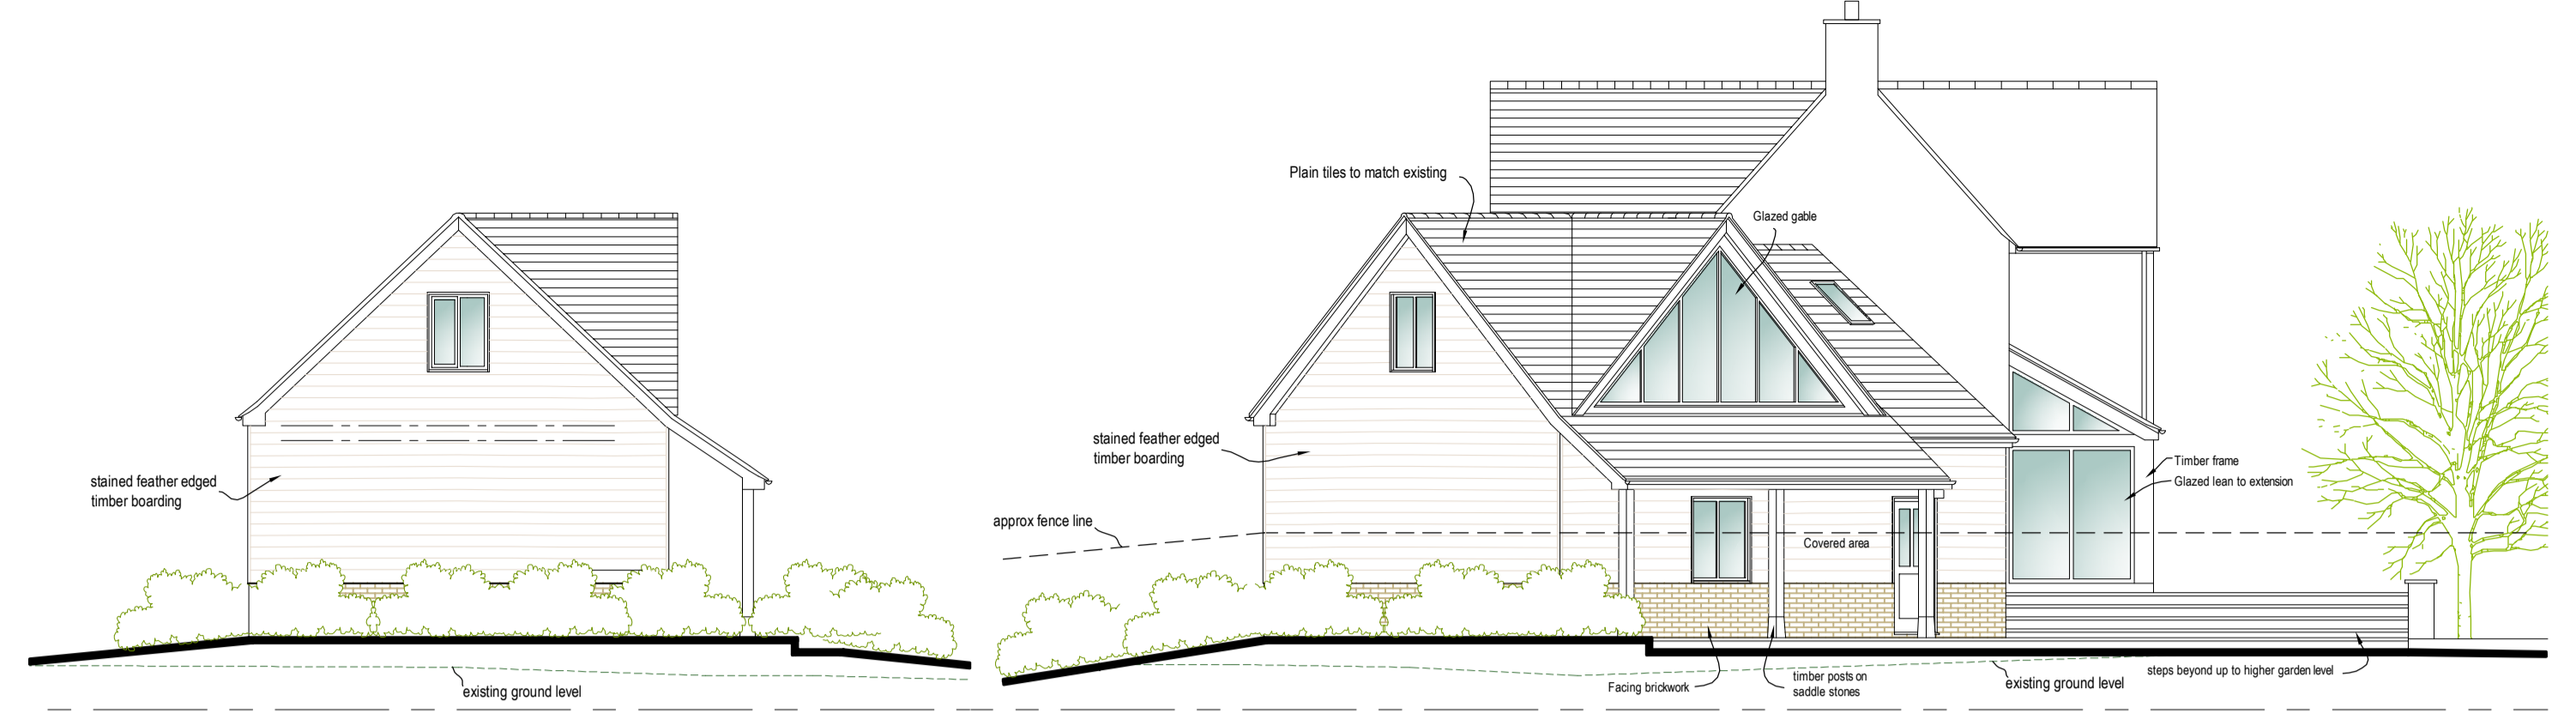 stained feather edged
timber boarding
existing ground level
Plain tiles to match existing
Glazed gable
stained feather edged
timber boarding
approx fence line
Covered area
Timber frame
Glazed lean to extension
Facing brickwork
timber posts on
saddle stones
existing ground level
steps beyond up to higher garden level